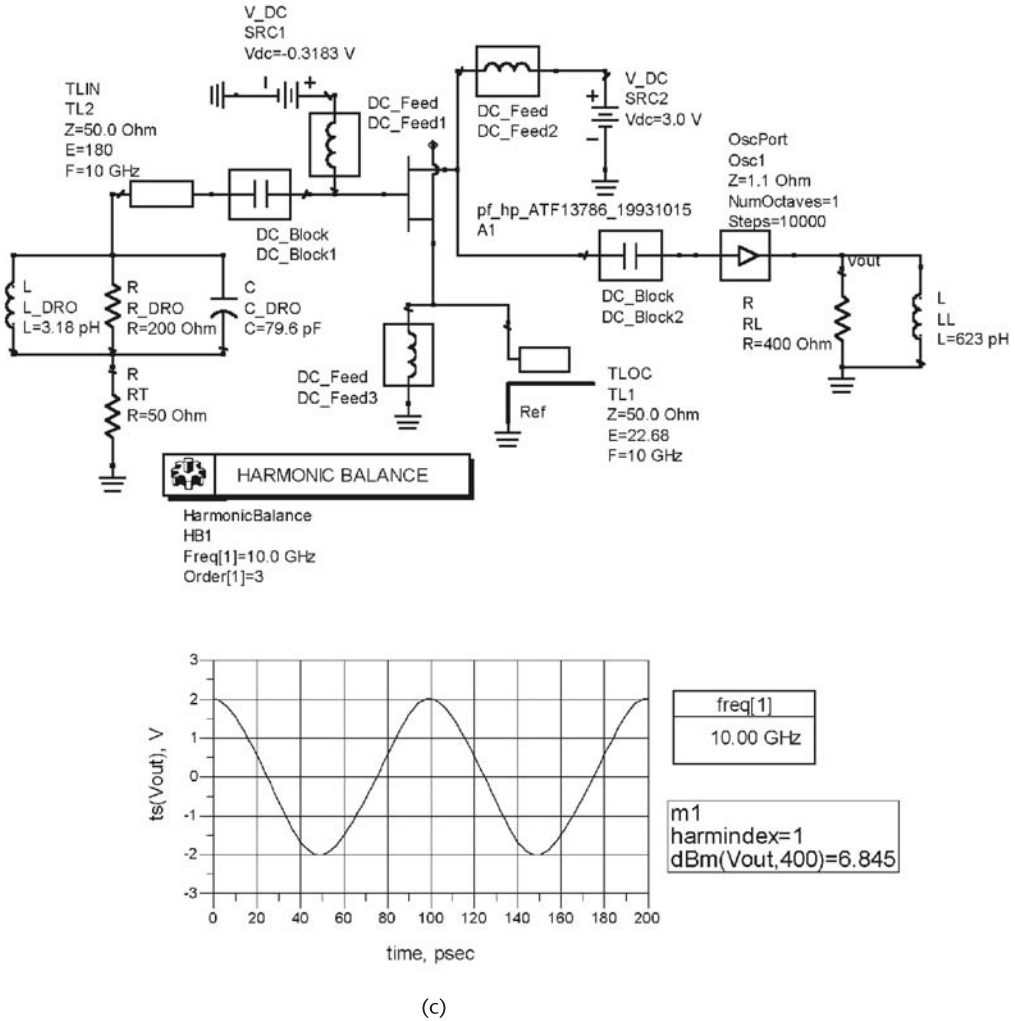 V_DC
SRC1
Vdc=-0.3183 V
- +
TLIN
TL2
Z=50.0 Ohm
E=180
F=10 GHz
DC_Feed
DC_Feed1
DC_Feed
DC_Feed2
+
-
V_DC
SRC2
Vdc=3.0 V
OscPort
Osc1
Z=1.1 Ohm
NumOctaves=1
Steps=10000
pf_hp_ATF13786_19931015
A1
DC_Block
DC_Block1
DC_Block
DC_Block2
Vout
L
L_DRO
L=3.18 pH
R
R_DRO
R=200 Ohm
C
C_DRO
C=79.6 pF
R
RL
R=400 Ohm
L
LL
L=623 pH
R
RT
R=50 Ohm
DC_Feed
DC_Feed3
Ref
TLOC
TL1
Z=50.0 Ohm
E=22.68
F=10 GHz
HARMONIC BALANCE
HarmonicBalance
HB1
Freq[1]=10.0 GHz
Order[1]=3
3
2
1
0
-1
-2
-3
ts(Vout), V
0 20 40 60 80 100 120 140 160 180 200
time, psec
freq[1]
10.00 GHz
m1
harmindex=1
dBm(Vout,400)=6.845
(c)